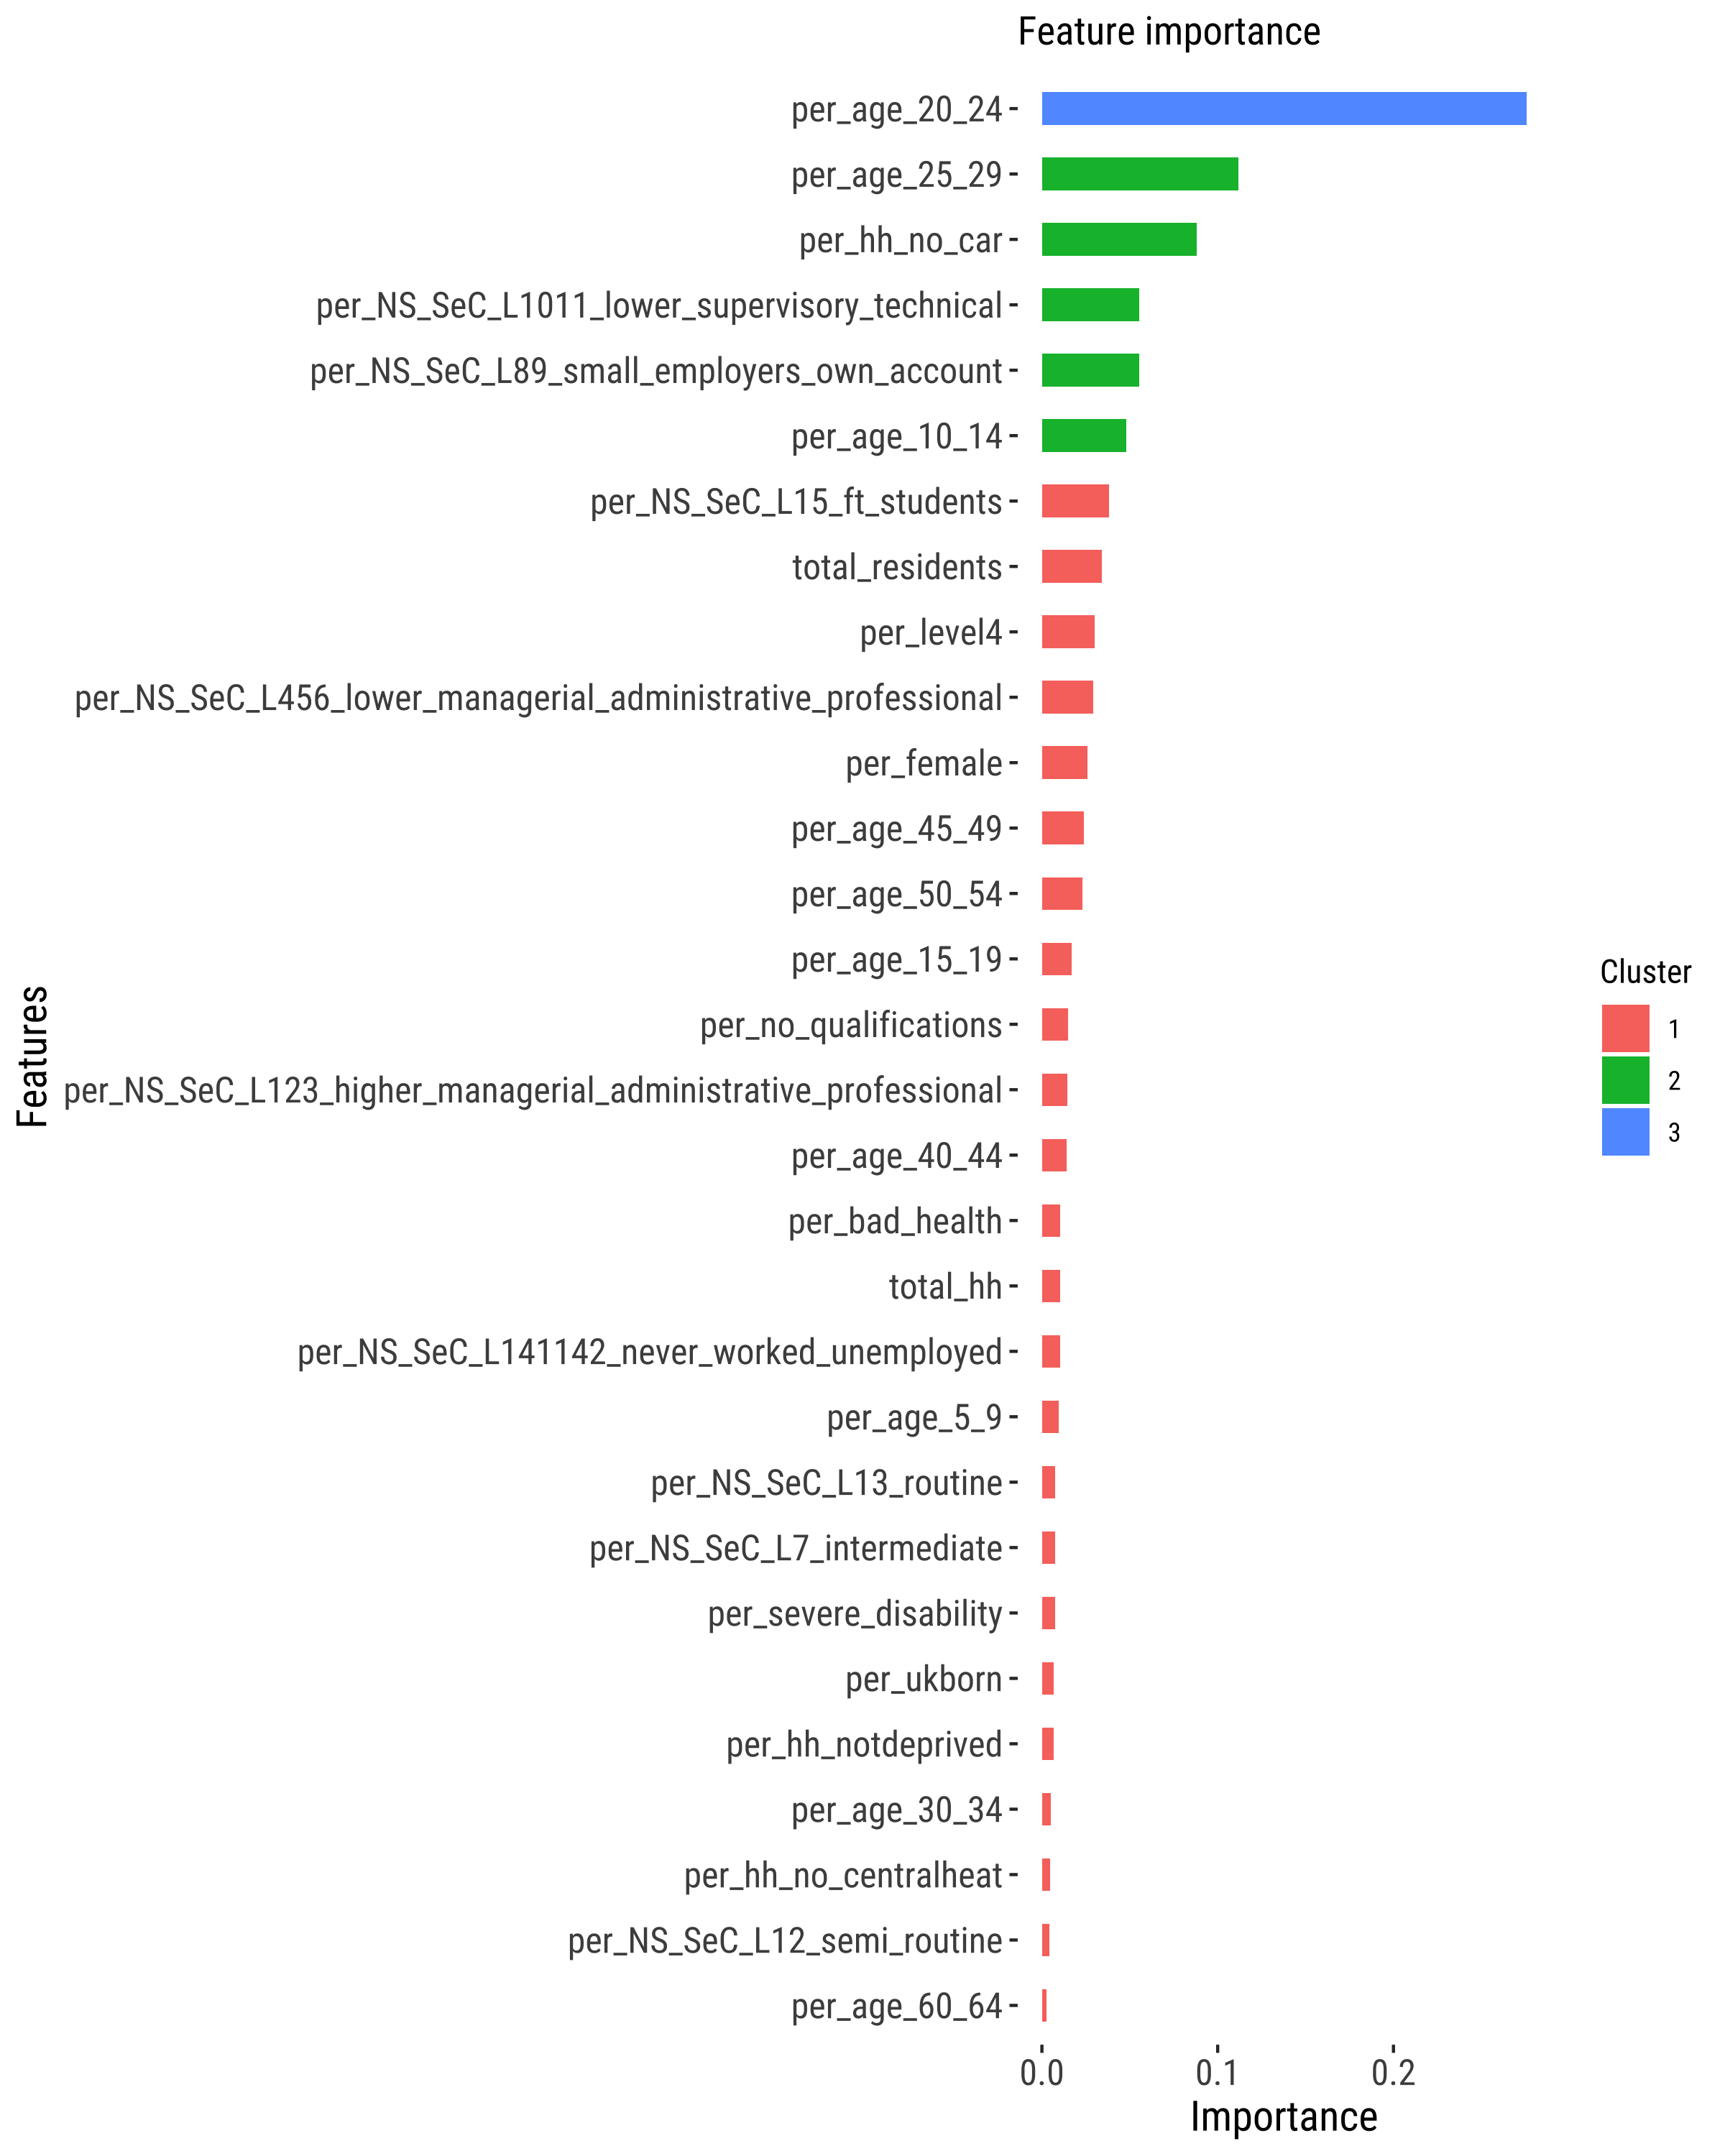 Feature importance
per_age_20_24
per_age_25_29
per_hh_no_car
per_NS_SeC_L1011_lower_supervisory_technical
per_NS_SeC_L89_small_employers_own_account
per_age_10_14
per_NS_SeC_L15_ft_students
total_residents
per_level4
per_NS_SeC_L456_lower_managerial_administrative_professional
per_female
per_age_45_49
per_age_50_54
per_age_15_19
per_no_qualifications
per_NS_SeC_L123_higher_managerial_administrative_professional
per_age_40_44
per_bad_health
total_hh
per_NS_SeC_L141142_never_worked_unemployed
per_age_5_9
per_NS_SeC_L13_routine
per_NS_SeC_L7_intermediate
per_severe_disability
per_ukborn
per_hh_notdeprived
per_age_30_34
per_hh_no_centralheat
per_NS_SeC_L12_semi_routine
per_age_60_64
Features
0.0 0.1 0.2
Importance
Cluster
1
2
3